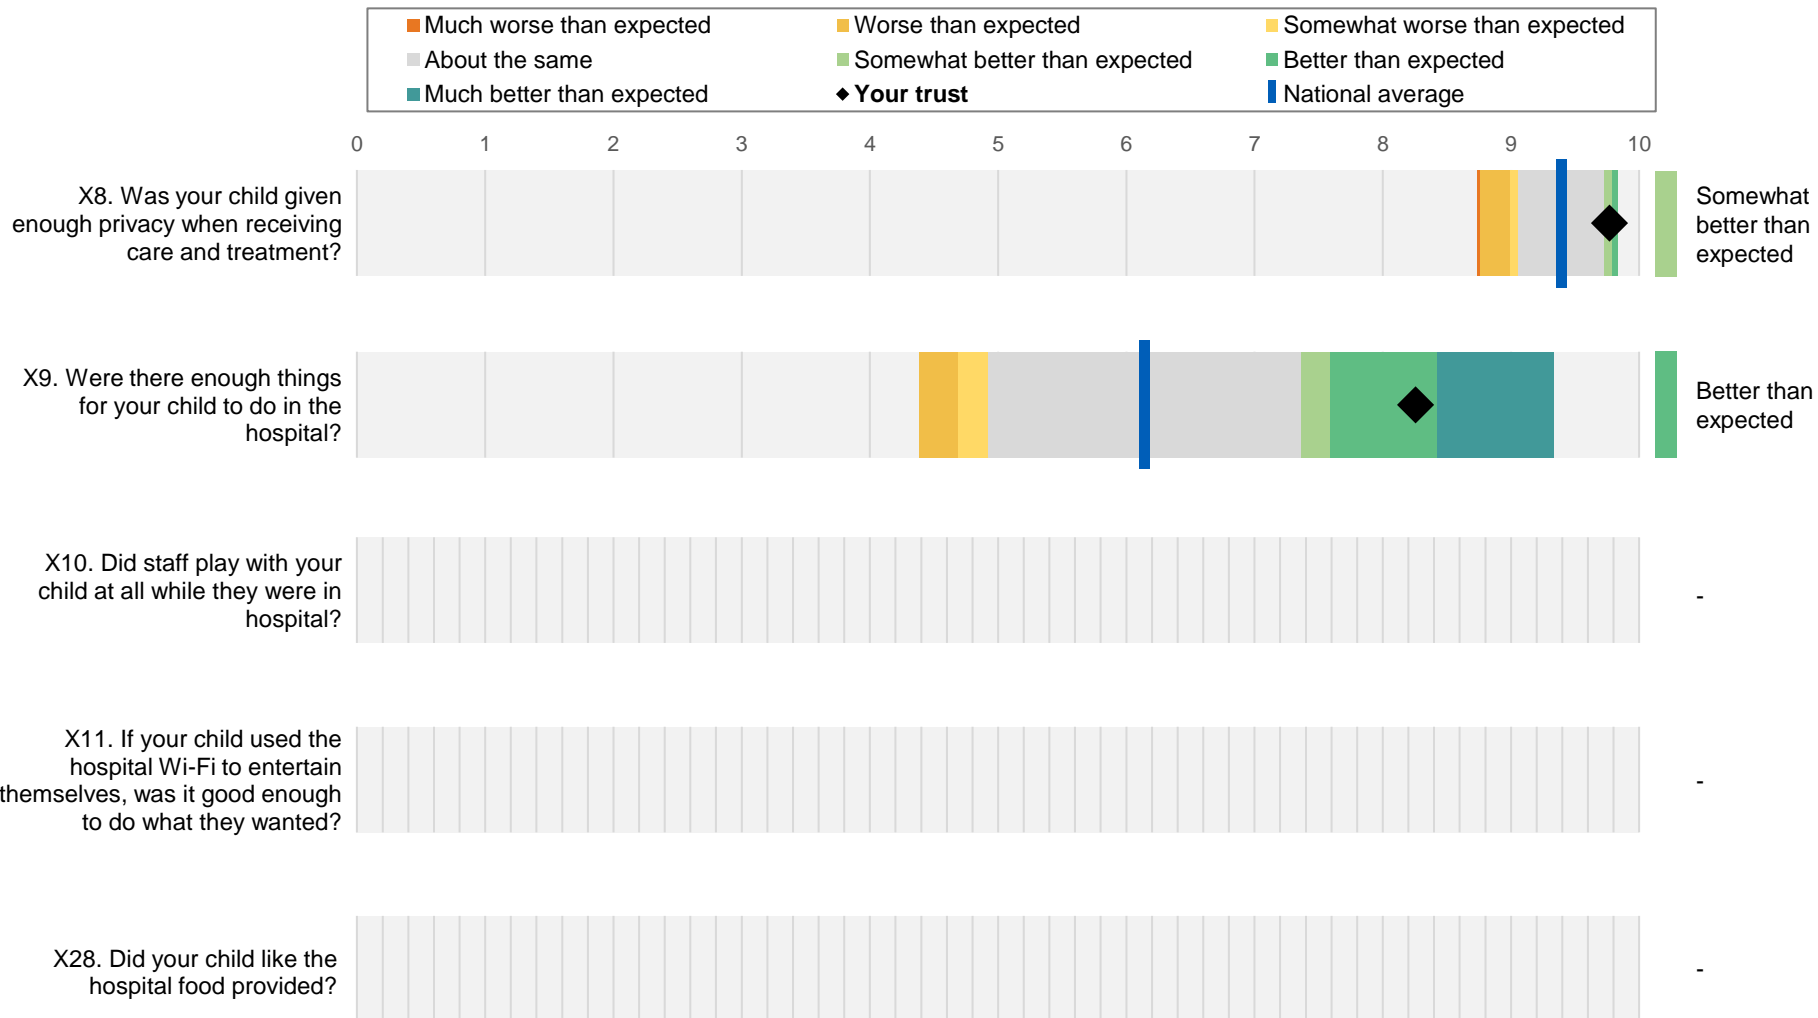 Much worse than expected
Worse than expected
Somewhat worse than expected
About the same
Somewhat better than expected
Better than expected
Much better than expected
Your trust
National average
0 1 2 3 4 5 6 7 8 9 10
X8. Was your child given
enough privacy when receiving
care and treatment?
Somewhat
better than
expected
X9. Were there enough things
for your child to do in the
hospital?
Better than
expected
X10. Did staff play with your
child at all while they were in
hospital?
-
X11. If your child used the
hospital Wi-Fi to entertain
themselves, was it good enough
to do what they wanted?
-
X28. Did your child like the
hospital food provided?
-